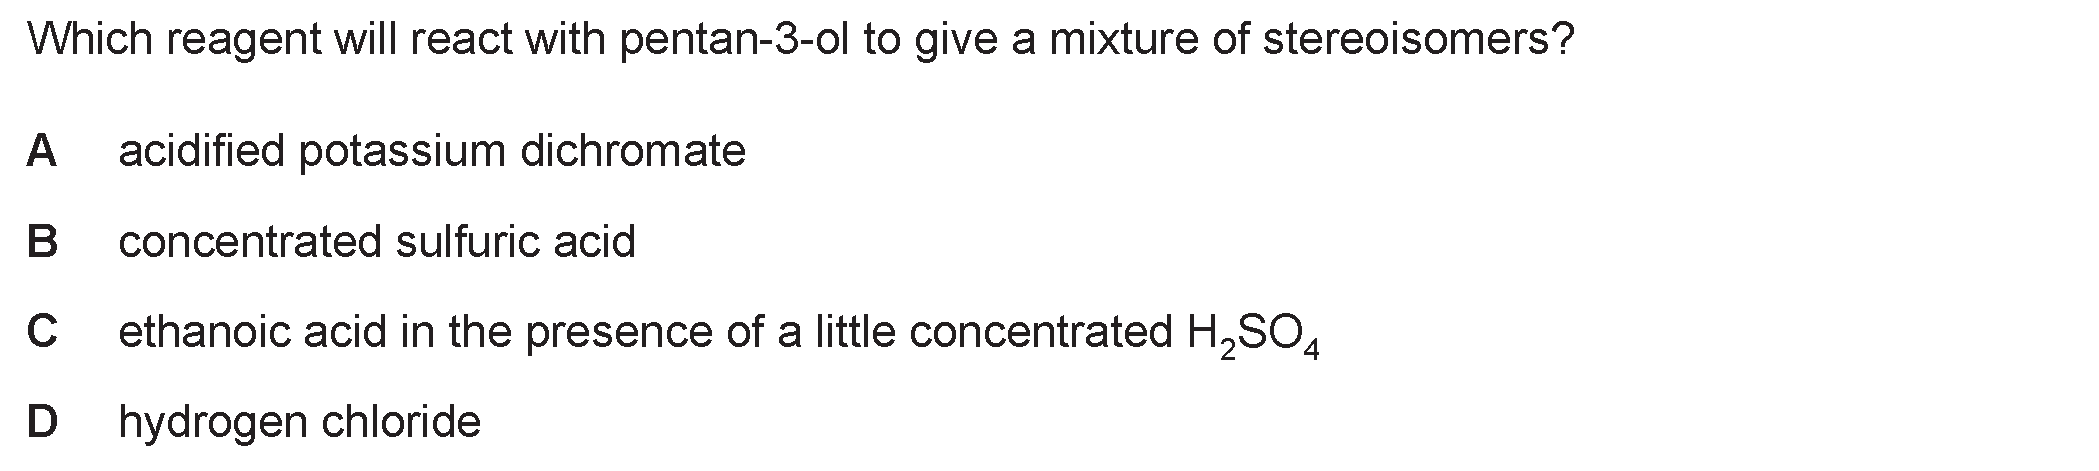 Which reagent will react with pentan-3-ol to give a mixture of stereoisomers?
A acidified potassium dichromate
B concentrated sulfuric acid
C ethanoic acid in the presence of a little concentrated H₂SO₄
D hydrogen chloride